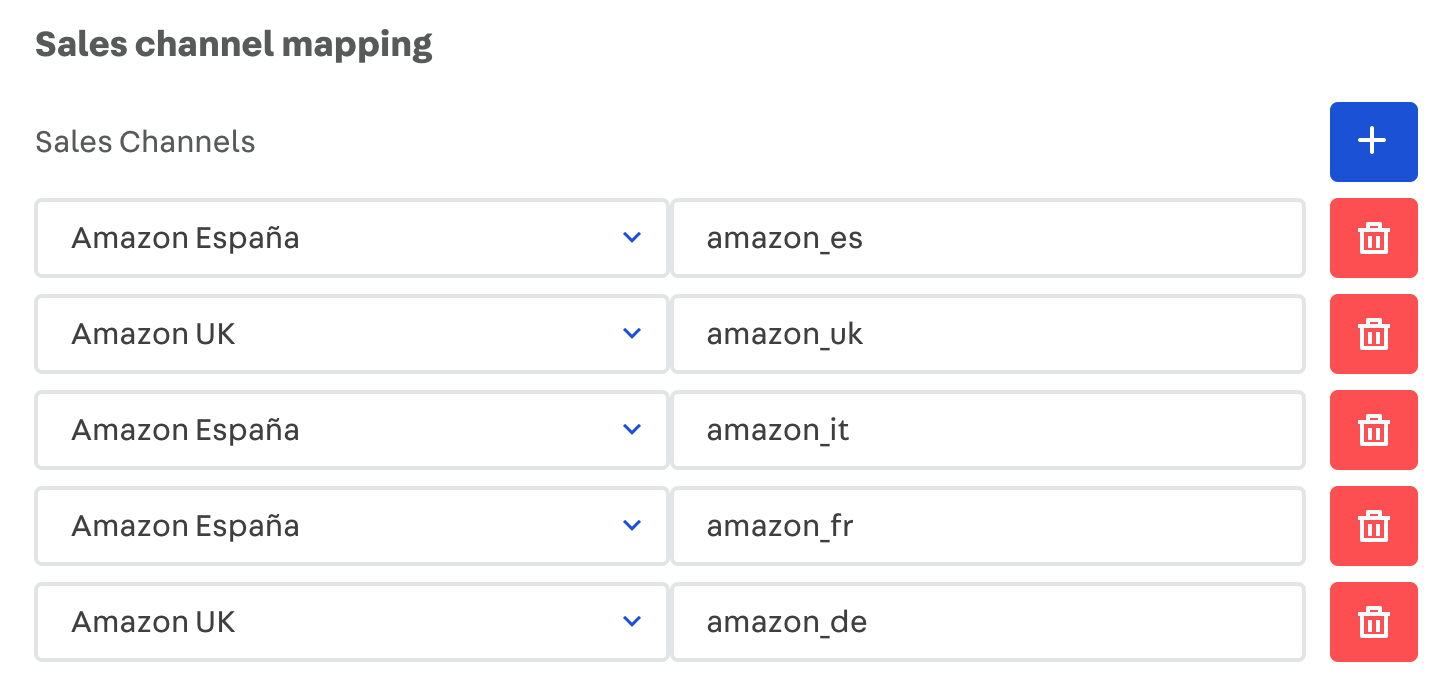 Sales channel mapping
Sales Channels
Amazon España amazon_es
Amazon UK amazon_uk
Amazon España amazon_it
Amazon España amazon_fr
Amazon UK amazon_de